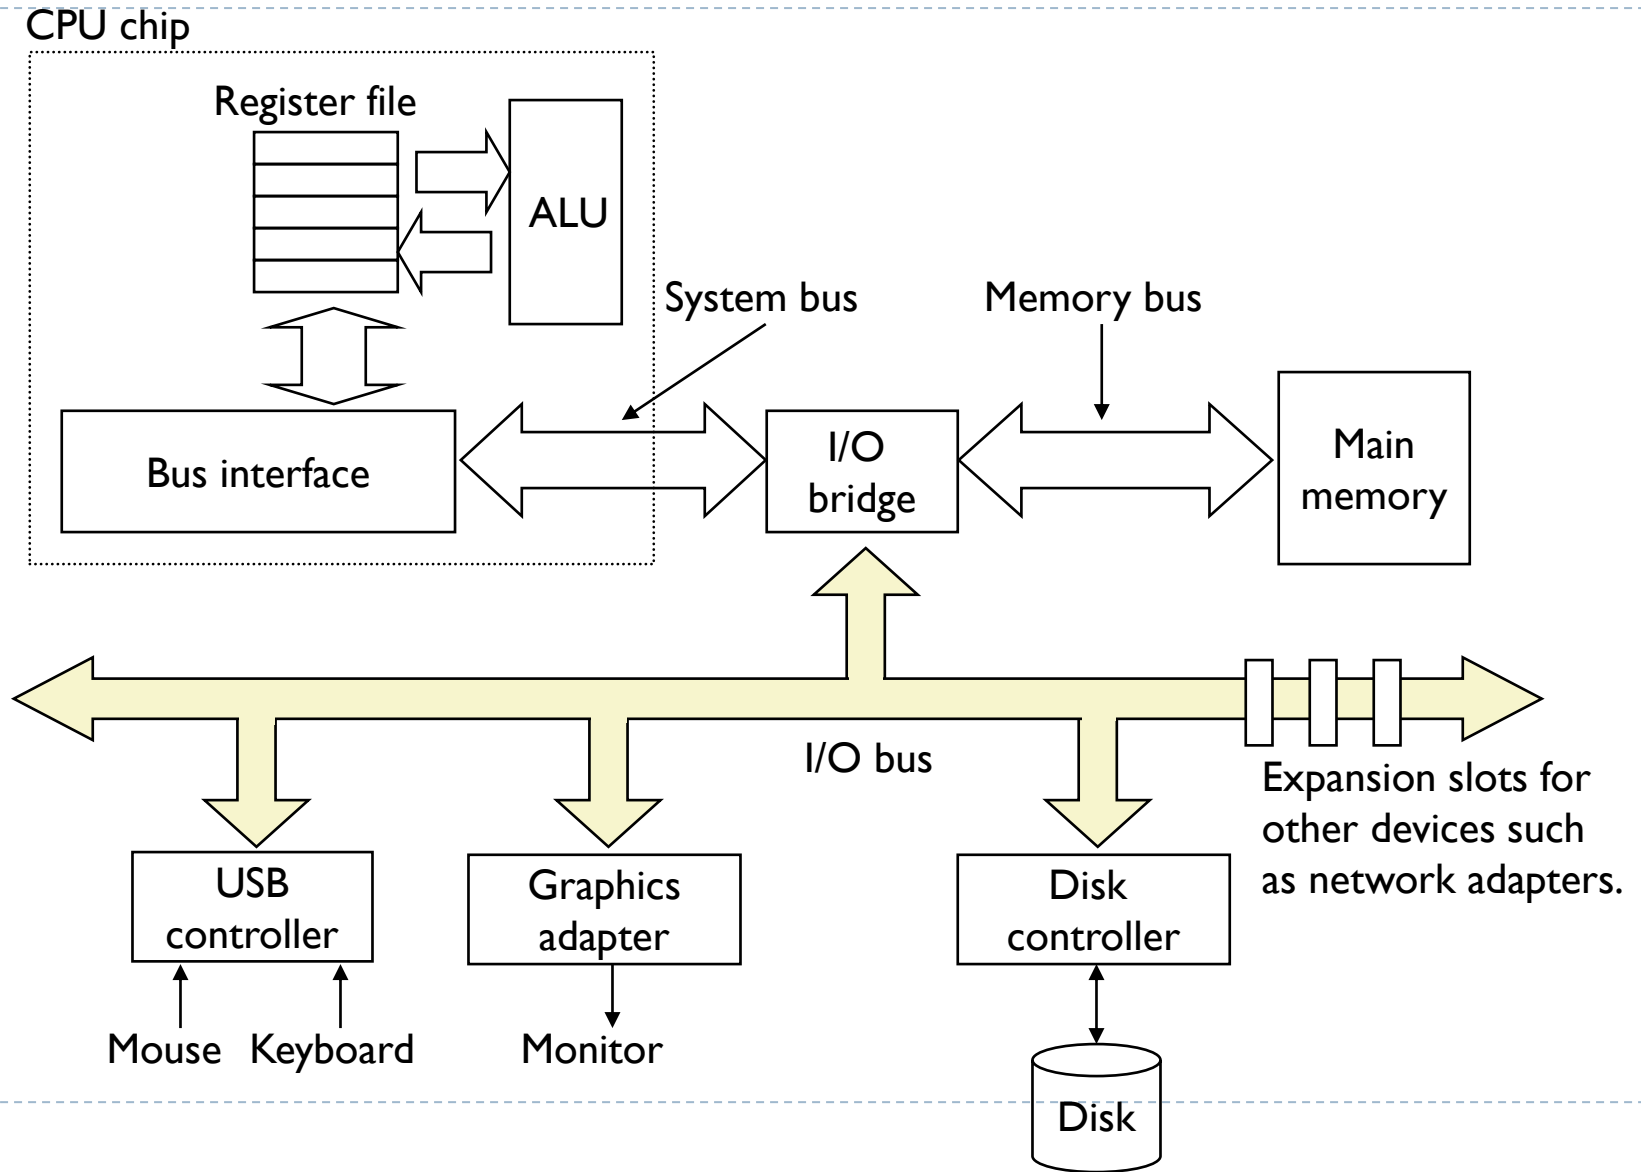 CPU chip
Register file
ALU
System bus
Memory bus
Bus interface
I/O
bridge
Main
memory
I/O bus
Expansion slots for
other devices such
as network adapters.
USB
controller
Graphics
adapter
Disk
controller
Mouse
Keyboard
Monitor
Disk